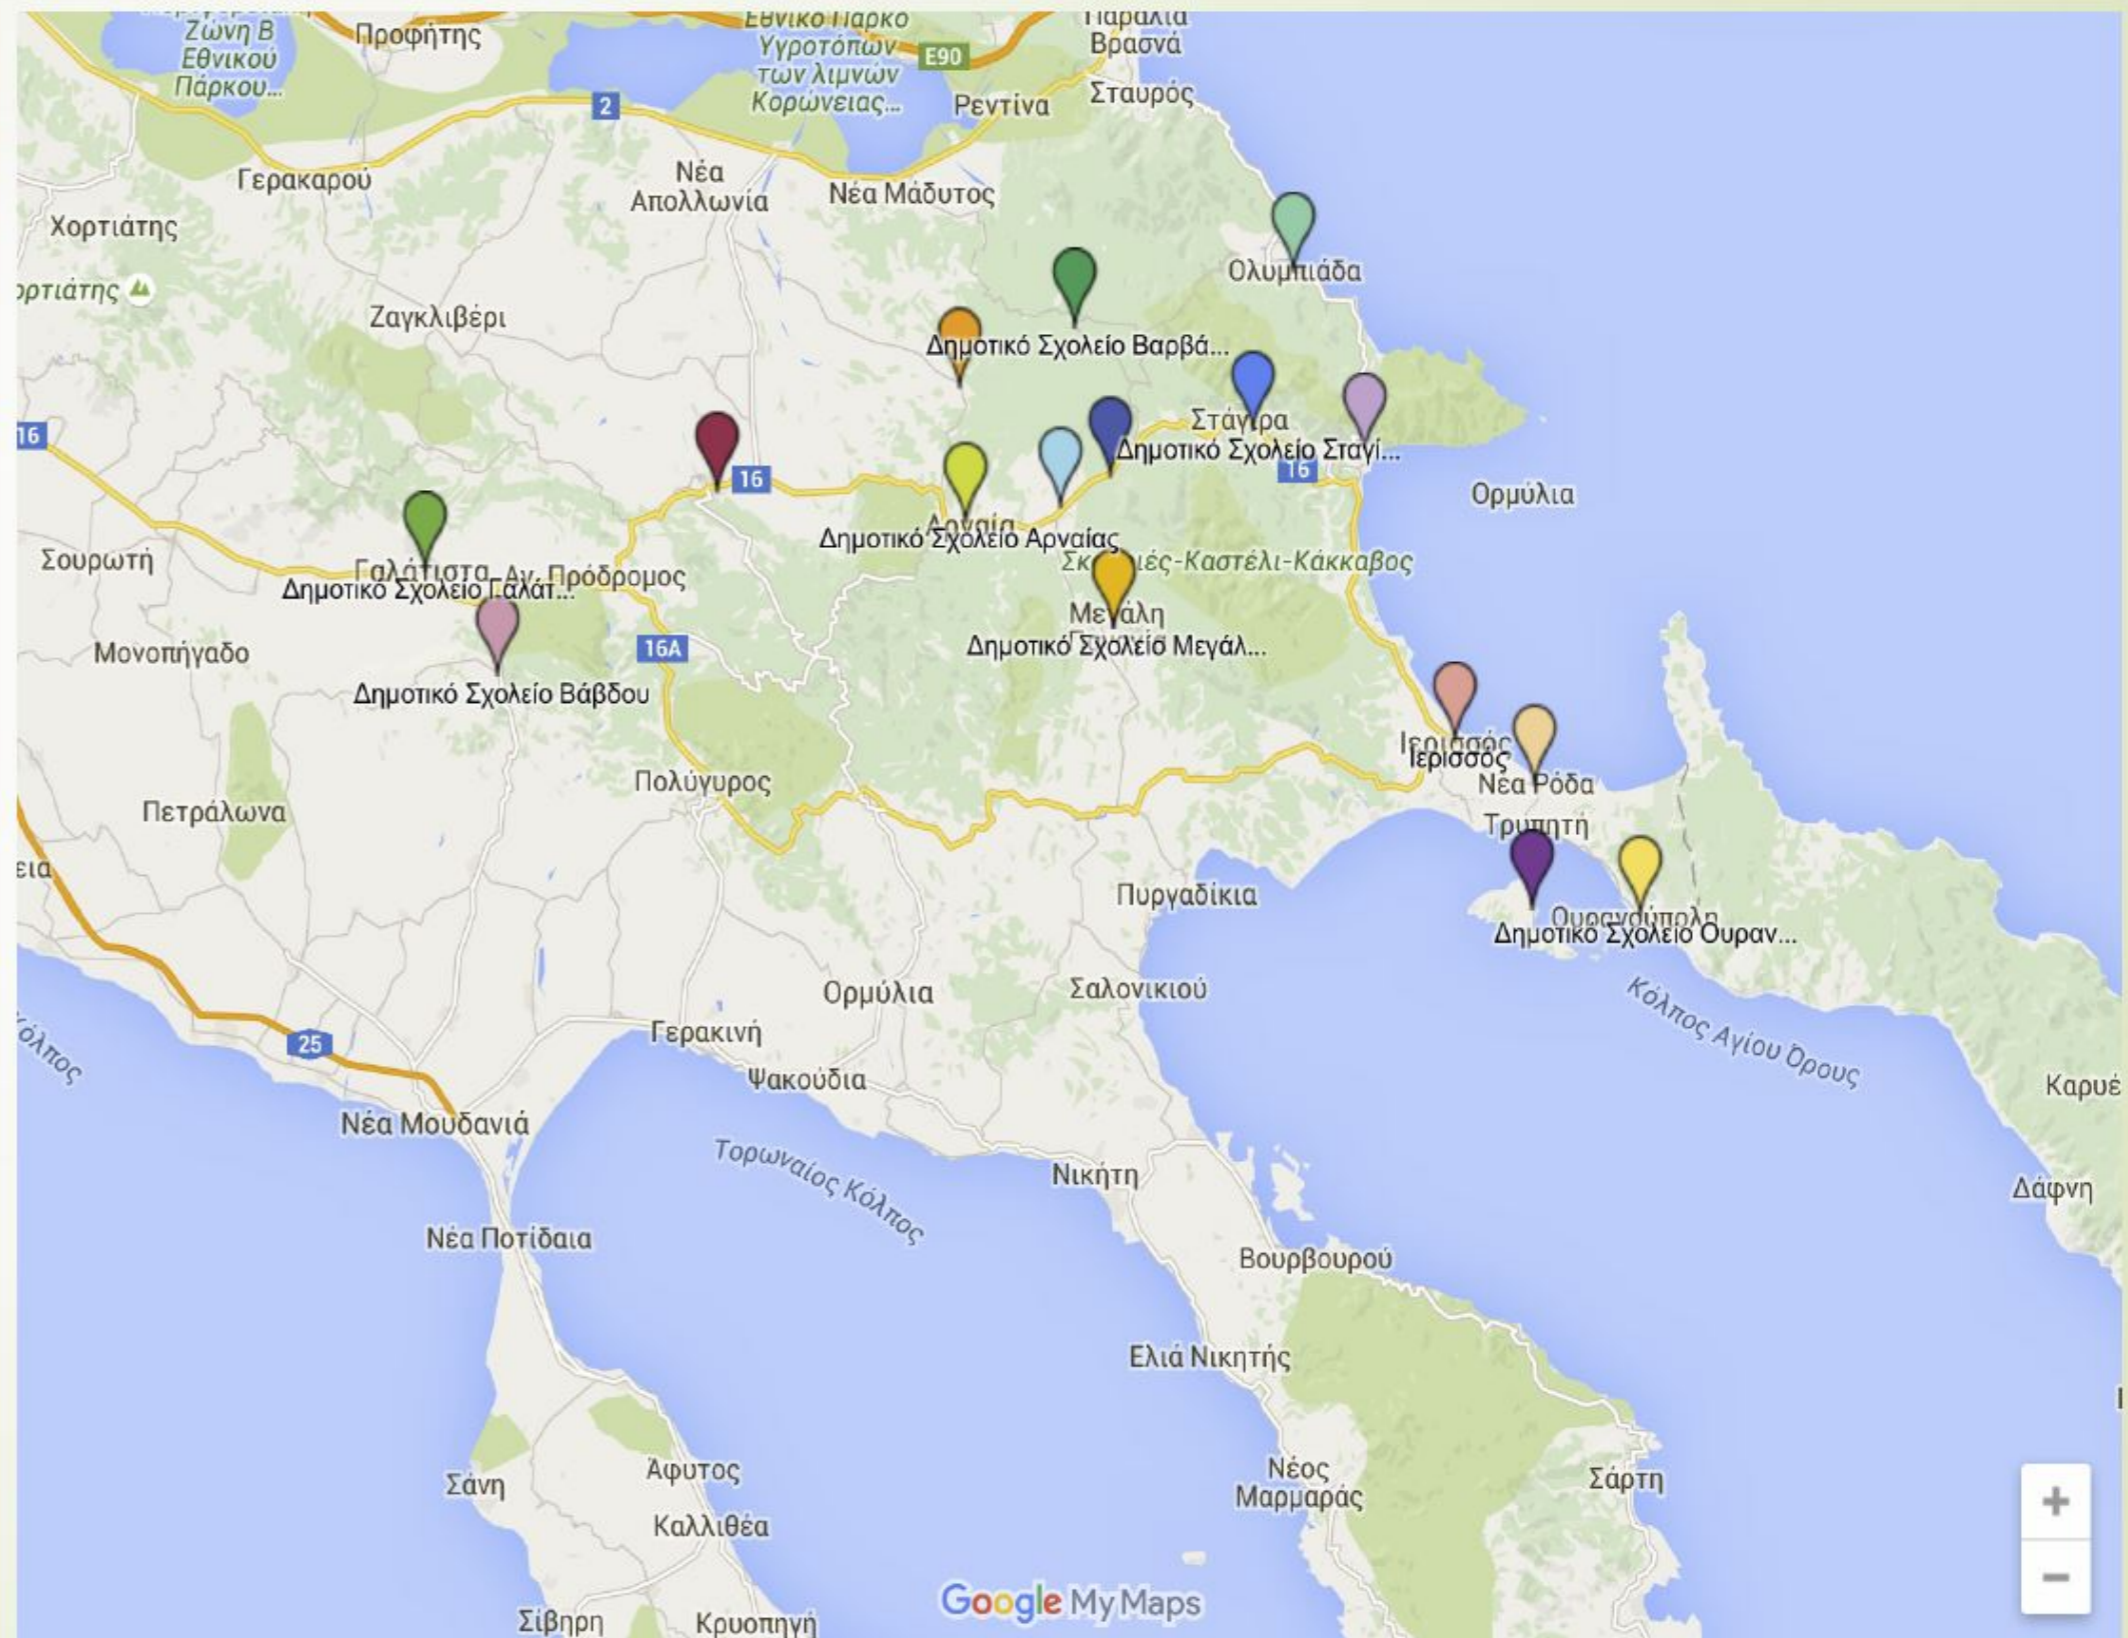 Ζώνη Β
Εθνικού
Πάρκου...
Προφήτης
Εθνικό Πάρκο
Υγροτόπων
των λιμνών
Κορώνειας...
E90
Παραλία
Βρασνά
Σταυρός
Ρεντίνα
2
Γερακαρού
Νέα
Απολλωνία
Νέα Μάδυτος
Χορτιάτης
Ολυμπιάδα
Ζαγκλιβέρι
Δημοτικό Σχολείο Βαρβά...
Στάγιρα
Δημοτικό Σχολείο Σταγί...
16
16
16
Ορμύλια
Αρναία
Δημοτικό Σχολείο Αρναίας
Σουρωτή
Γαλάτιστα
Αγ. Πρόδρομος
Δημοτικό Σχολείο Γαλάτ...
Μεγάλη
Δημοτικό Σχολείο Μεγάλ...
Μονοπήγαδο
16A
Δημοτικό Σχολείο Βάβδου
Ιερισσός
Ιερισσός
Νέα Ρόδα
Τρυπητή
Πολύγυρος
Πετράλωνα
Πυργαδίκια
Ουρανούπολη
Δημοτικό Σχολείο Ουραν...
Ορμύλια
Σαλονικιού
Κόλπος Αγίου Όρους
25
Γερακινή
Ψακούδια
Κόλπος
Καρυέ
Νέα Μουδανιά
Τορωναίος Κόλπος
Νικήτη
Δάφνη
Νέα Ποτίδαια
Βουρβουρού
Ελιά Νικητής
Σάνη
Άφυτος
Νέος
Μαρμαράς
Σάρτη
Καλλιθέα
Google My Maps
Σίβηρη
Κρυοπηγή
+
−